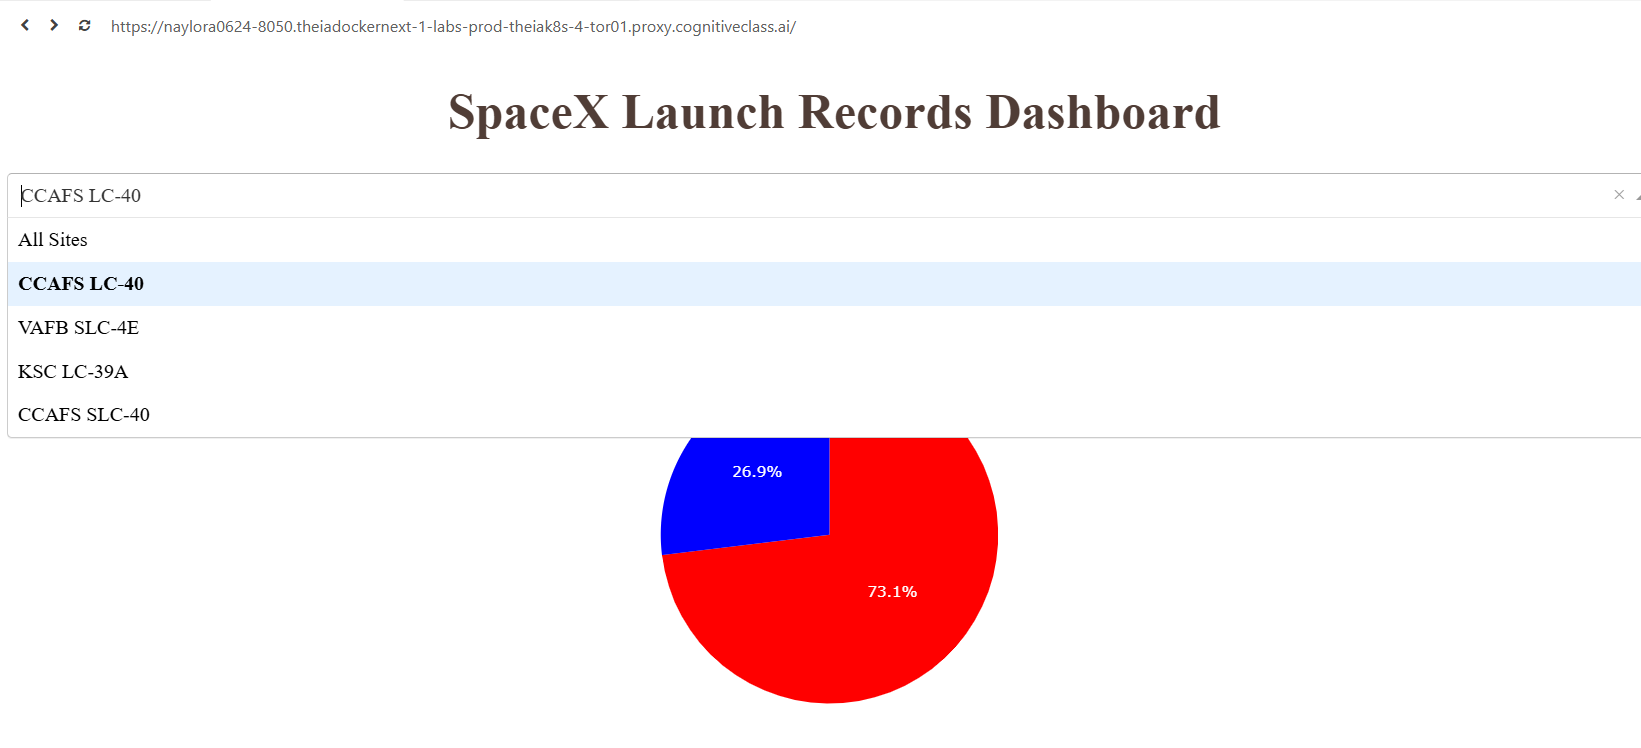 https://naylora0624-8050.theiadockernext-1-labs-prod-theiak8s-4-tor01.proxy.cognitiveclass.ai/
SpaceX Launch Records Dashboard
CCAFS LC-40
All Sites
CCAFS LC-40
VAFB SLC-4E
KSC LC-39A
CCAFS SLC-40
26.9%
73.1%